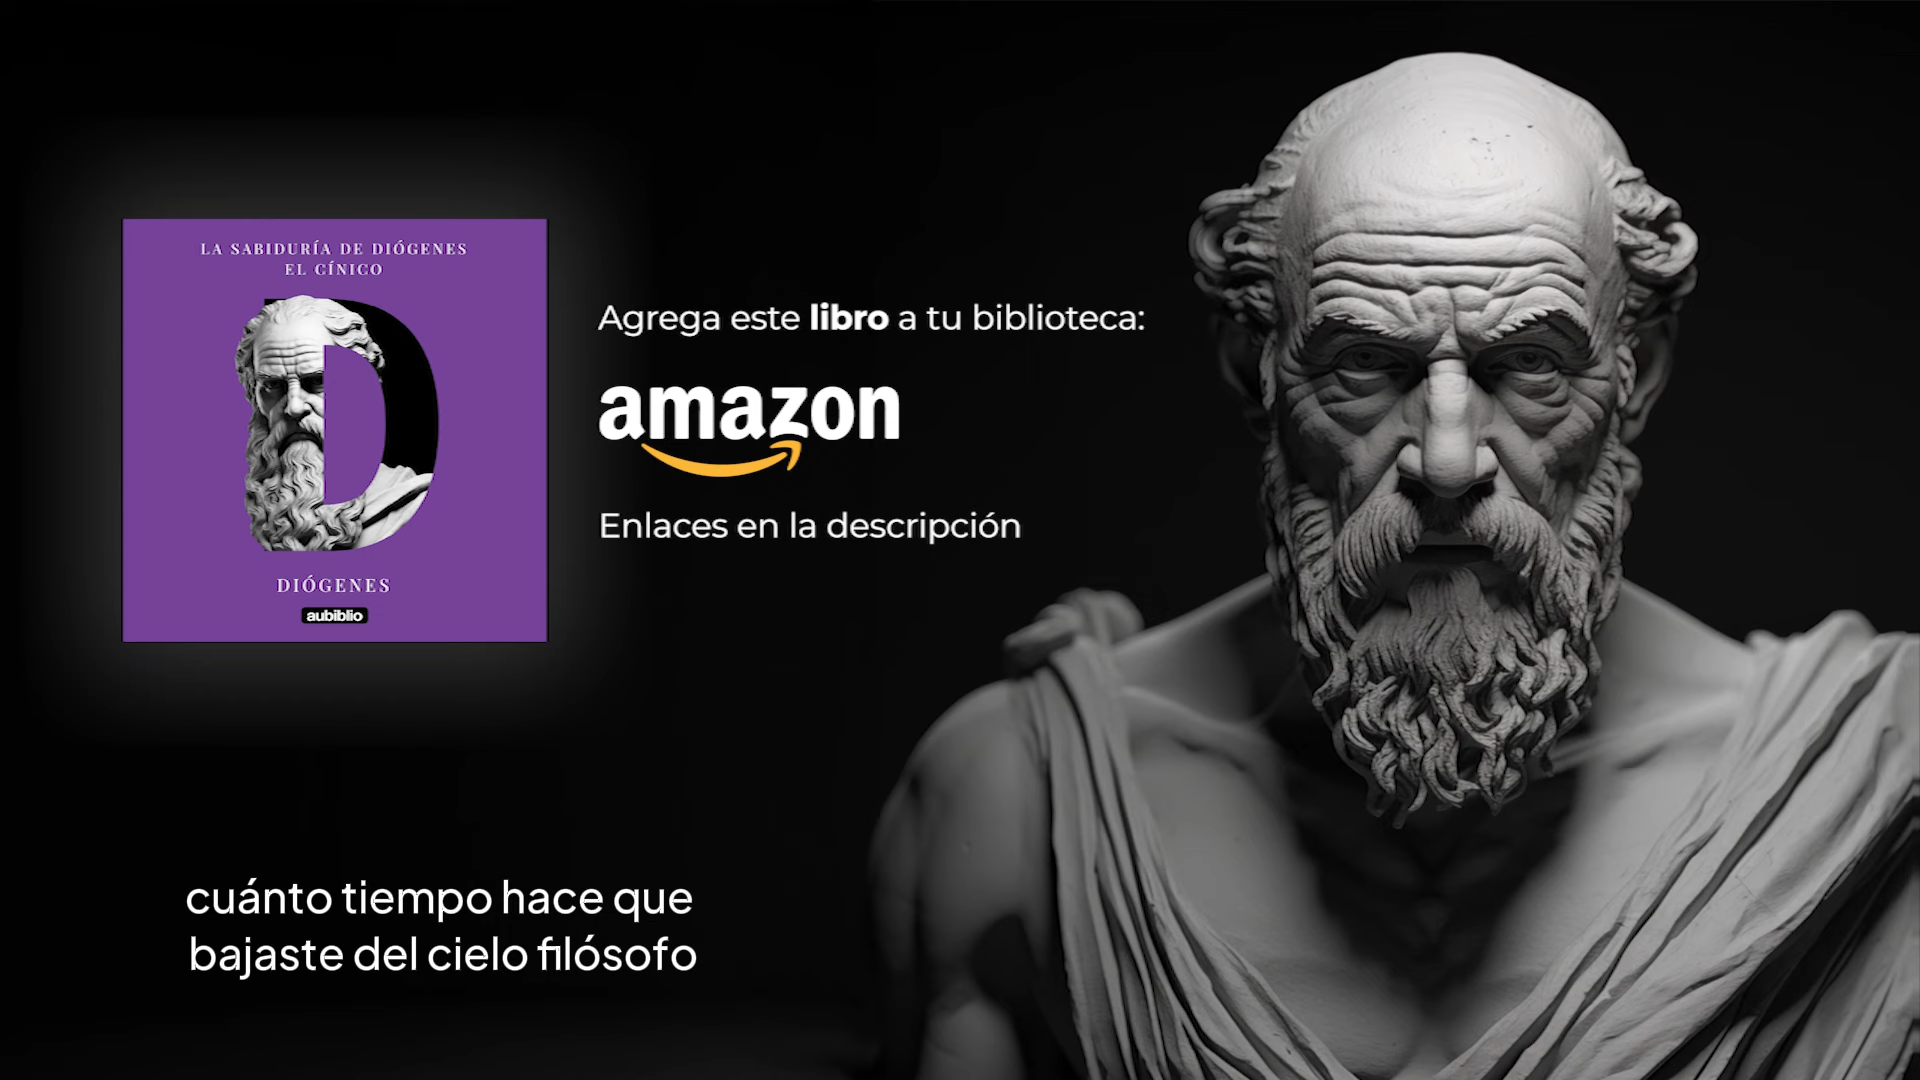 LA SABIDURÍA DE DIÓGENES
EL CÍNICO
D
DIÓGENES
aubiblio
Agrega este libro a tu biblioteca:
amazon
Enlaces en la descripción
cuánto tiempo hace que
bajaste del cielo filósofo